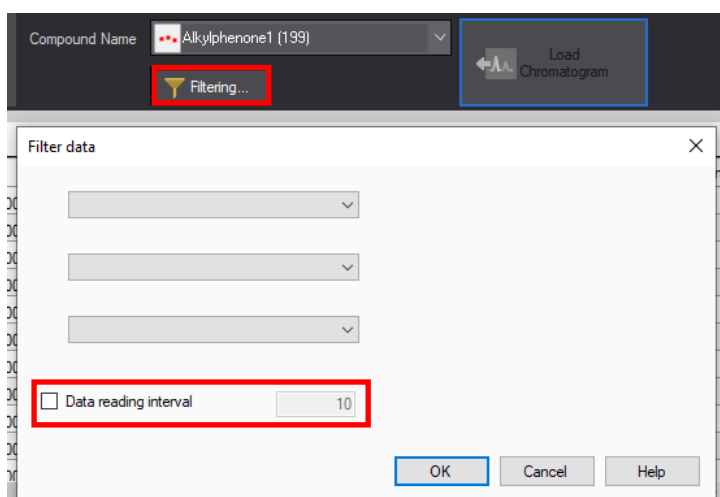 Compound Name
Alkylphenone1 (199)
Load
Chromatogram
Filtering...
Filter data
Data reading interval
10
OK
Cancel
Help